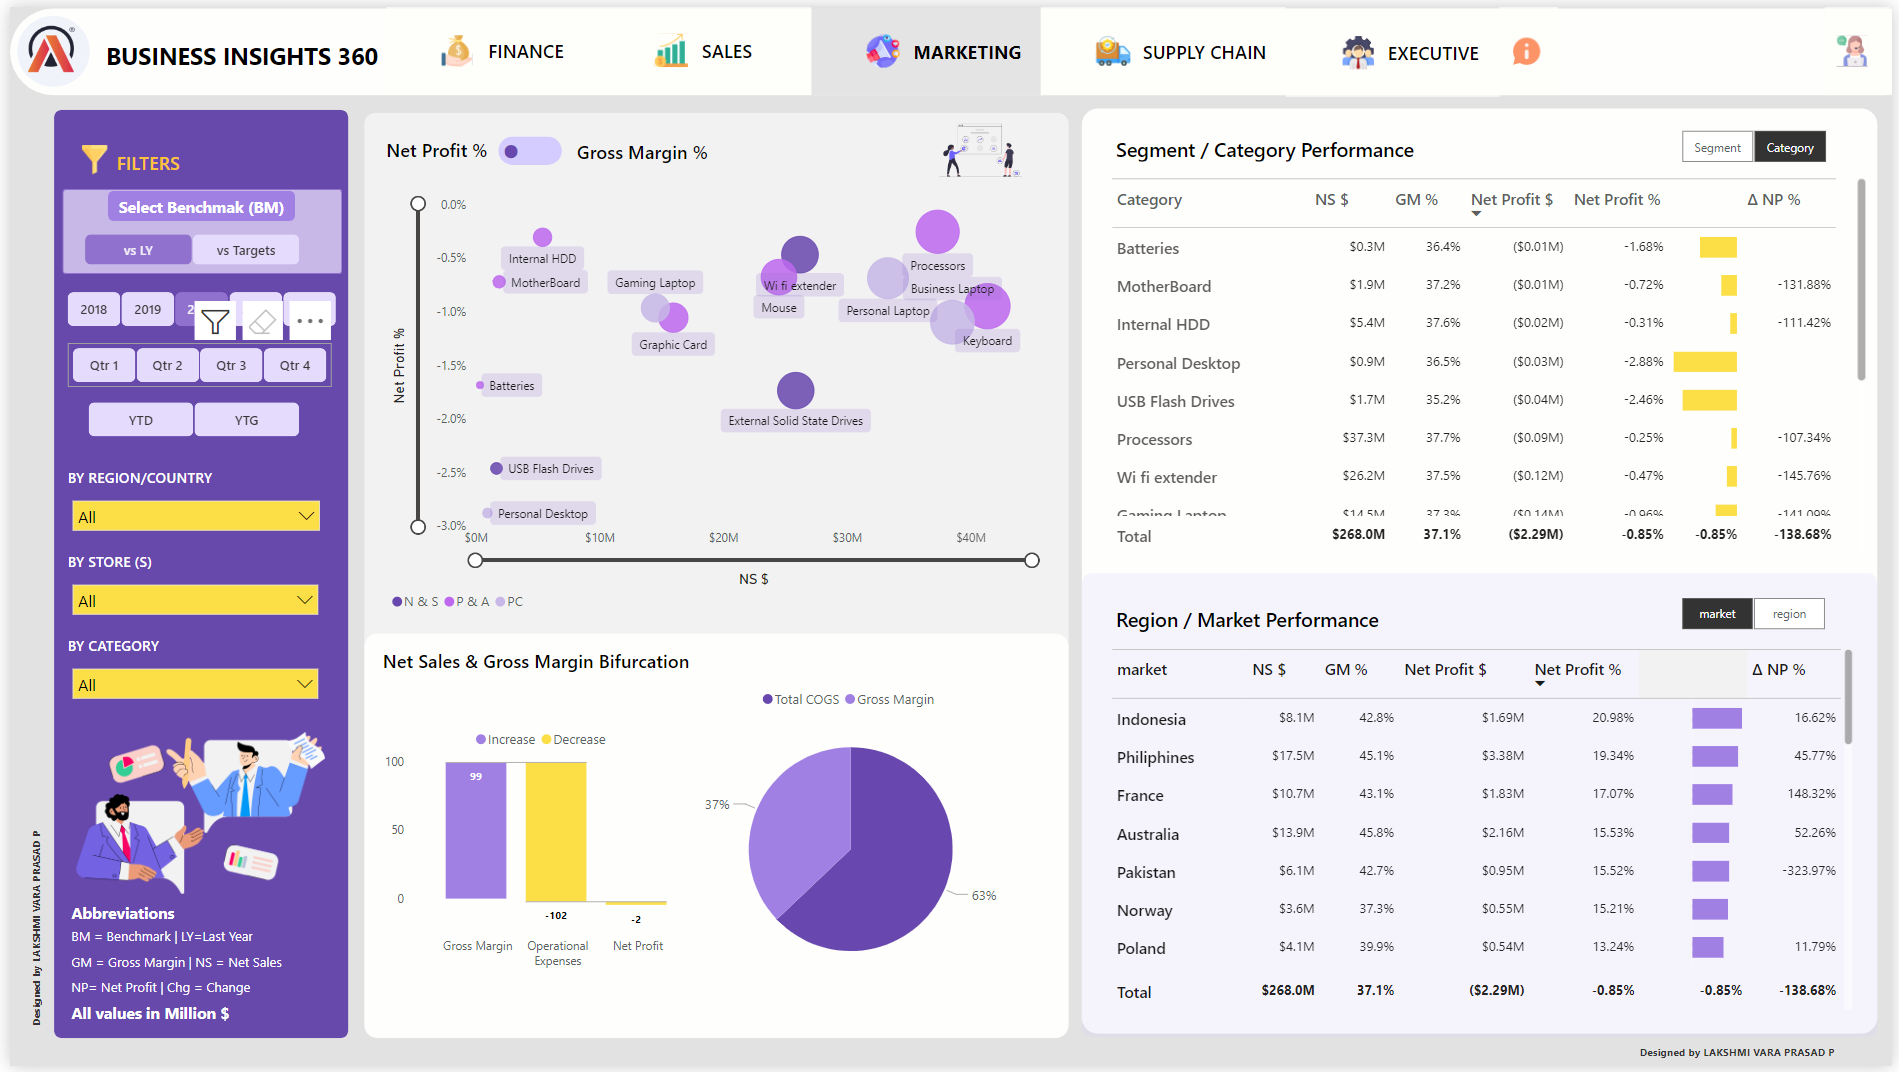 BUSINESS INSIGHTS 360
FINANCE
SALES
MARKETING
SUPPLY CHAIN
EXECUTIVE
FILTERS
Select Benchmak (BM)
vs LY
vs Targets
2018
2019
2
Qtr 1
Qtr 2
Qtr 3
Qtr 4
YTD
YTG
BY REGION/COUNTRY
All
BY STORE (S)
All
BY CATEGORY
All
Abbreviations
BM = Benchmark | LY=Last Year
GM = Gross Margin | NS = Net Sales
NP= Net Profit | Chg = Change
All values in Million $
Designed by LAKSHMI VARA PRASAD P
Net Profit %
Gross Margin %
Net Profit %
0.0%
-0.5%
-1.0%
-1.5%
-2.0%
-2.5%
-3.0%
Internal HDD
MotherBoard
Gaming Laptop
Graphic Card
Batteries
USB Flash Drives
Personal Desktop
Wi fi extender
Mouse
External Solid State Drives
Processors
Business Laptop
Personal Laptop
Keyboard
$0M
$10M
$20M
$30M
$40M
NS $
N & S
P & A
PC
Net Sales & Gross Margin Bifurcation
Increase
Decrease
100
50
0
99
-102
-2
Gross Margin
Operational
Expenses
Net Profit
Total COGS
Gross Margin
37%
63%
Segment / Category Performance
Segment
Category
Category NS $ GM % Net Profit $ Net Profit % Δ NP %
Batteries $0.3M 36.4% ($0.01M) -1.68%
MotherBoard $1.9M 37.2% ($0.01M) -0.72% -131.88%
Internal HDD $5.4M 37.6% ($0.02M) -0.31% -111.42%
Personal Desktop $0.9M 36.5% ($0.03M) -2.88%
USB Flash Drives $1.7M 35.2% ($0.04M) -2.46%
Processors $37.3M 37.7% ($0.09M) -0.25% -107.34%
Wi fi extender $26.2M 37.5% ($0.12M) -0.47% -145.76%
Gaming Laptop $14.5M 37.3% ($0.14M) -0.96% -141.09%
Total $268.0M 37.1% ($2.29M) -0.85% -0.85% -138.68%
Region / Market Performance
market
region
market NS $ GM % Net Profit $ Net Profit % Δ NP %
Indonesia $8.1M 42.8% $1.69M 20.98% 16.62%
Philiphines $17.5M 45.1% $3.38M 19.34% 45.77%
France $10.7M 43.1% $1.83M 17.07% 148.32%
Australia $13.9M 45.8% $2.16M 15.53% 52.26%
Pakistan $6.1M 42.7% $0.95M 15.52% -323.97%
Norway $3.6M 37.3% $0.55M 15.21%
Poland $4.1M 39.9% $0.54M 13.24% 11.79%
Total $268.0M 37.1% ($2.29M) -0.85% -0.85% -138.68%
Designed by LAKSHMI VARA PRASAD P